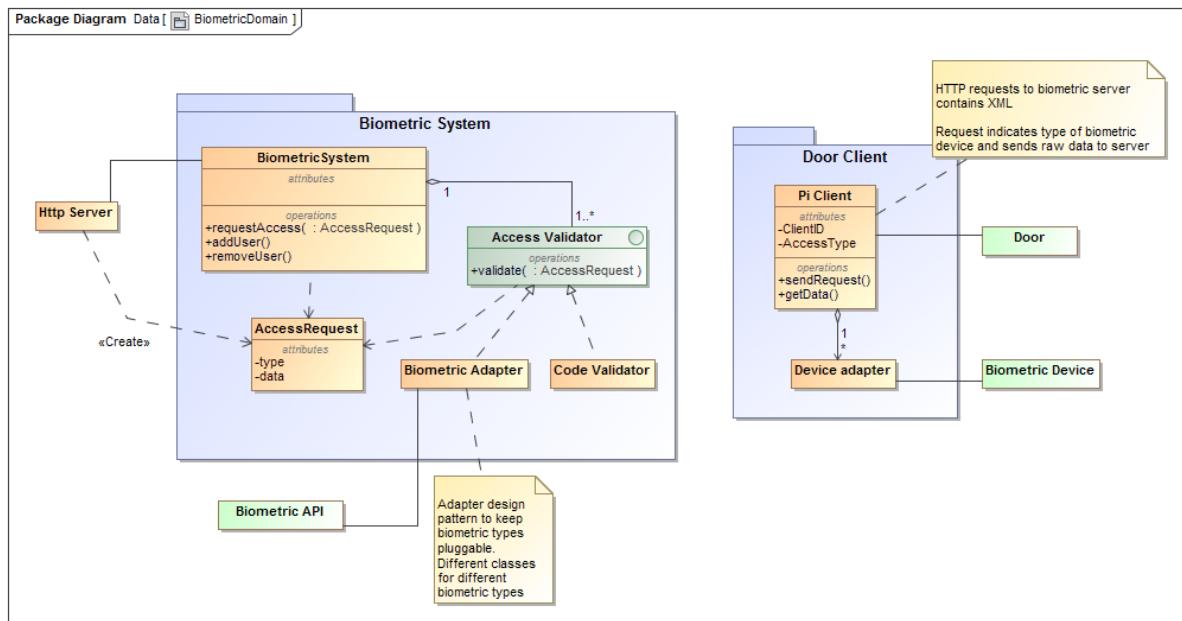 Package Diagram Data [ BiometricDomain ]
Biometric System
BiometricSystem
attributes
operations
+requestAccess( : AccessRequest )
+addUser()
+removeUser()
1
1..*
Http Server
Access Validator
operations
+validate( : AccessRequest )
«Create»
AccessRequest
attributes
-type
-data
Biometric Adapter
Code Validator
Biometric API
Adapter design
pattern to keep
biometric types
pluggable.
Different classes
for different
biometric types
HTTP requests to biometric server
contains XML
Request indicates type of biometric
device and sends raw data to server
Door Client
Pi Client
attributes
-ClientID
-AccessType
operations
+sendRequest()
+getData()
Door
1
*
Device adapter
Biometric Device